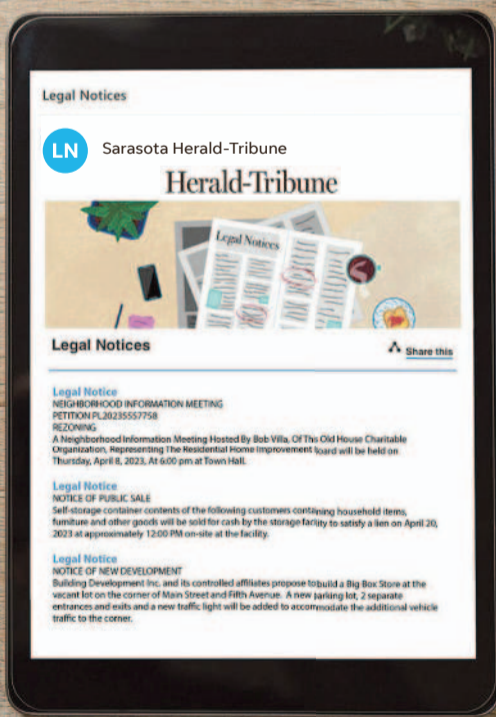 Legal Notices
LN
Sarasota Herald-Tribune
Herald-Tribune
Legal Notices
Legal Notices
Share this
Legal Notice
NEIGHBORHOOD INFORMATION MEETING
PETITION PL20235557758
REZONING
A Neighborhood Information Meeting Hosted By Bob Villa, Of This Old House Charitable
Organization, Representing The Residential Home Improvement board will be held on
Thursday, April 8, 2023, At 6:00 pm at Town Hall.
Legal Notice
NOTICE OF PUBLIC SALE
Self-storage container contents of the following customers containing household items,
furniture and other goods will be sold for cash by the storage facility to satisfy a lien on April 20,
2023 at approximately 12:00 PM on-site at the facility.
Legal Notice
NOTICE OF NEW DEVELOPMENT
Building Development Inc. and its controlled affiliates propose to build a Big Box Store at the
vacant lot on the corner of Main Street and Fifth Avenue. A new parking lot, 2 separate
entrances and exits and a new traffic light will be added to accommodate the additional vehicle
traffic to the corner.